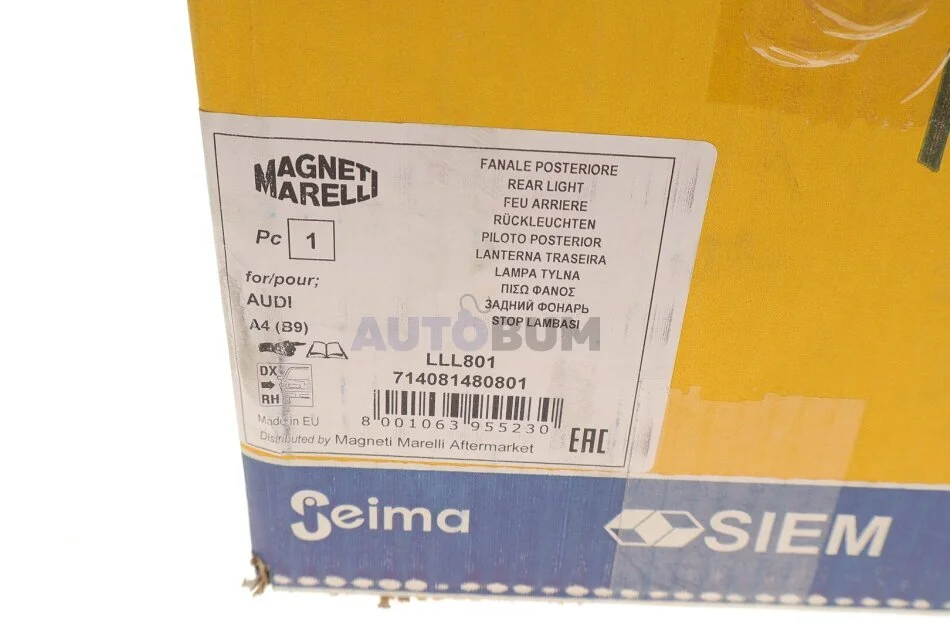 MAGNETI
MARELLI
Pc 1
for/pour;
AUDI
A4 (B9)
DX
RH
Made in EU
Distributed by Magneti Marelli Aftermarket
FANALE POSTERIORE
REAR LIGHT
FEU ARRIERE
RÜCKLEUCHTEN
PILOTO POSTERIOR
LANTERNA TRASEIRA
LAMPA TYLNA
ΠΙΣΩ ΦΑΝΟΣ
ЗАДНИЙ ФОНАРЬ
STOP LAMBASI
AUTOBUM
LLL801
714081480801
8 001063 955230
EAC
Seima
SIEM